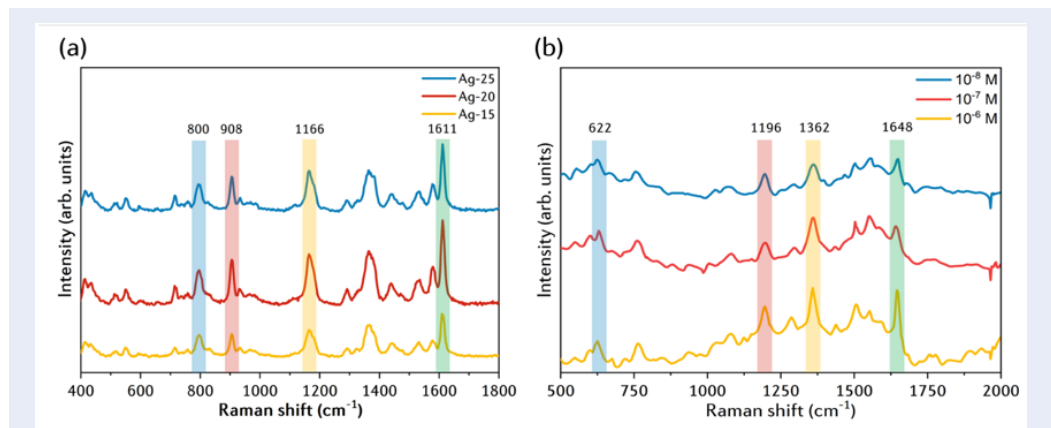 (a)
Ag-25
Ag-20
Ag-15
800 908 1166 1611
Intensity (arb. units)
400 600 800 1000 1200 1400 1600 1800
Raman shift (cm⁻¹)
(b)
10⁻⁸ M
10⁻⁷ M
10⁻⁶ M
622 1196 1362 1648
Intensity (arb. units)
500 750 1000 1250 1500 1750 2000
Raman shift (cm⁻¹)